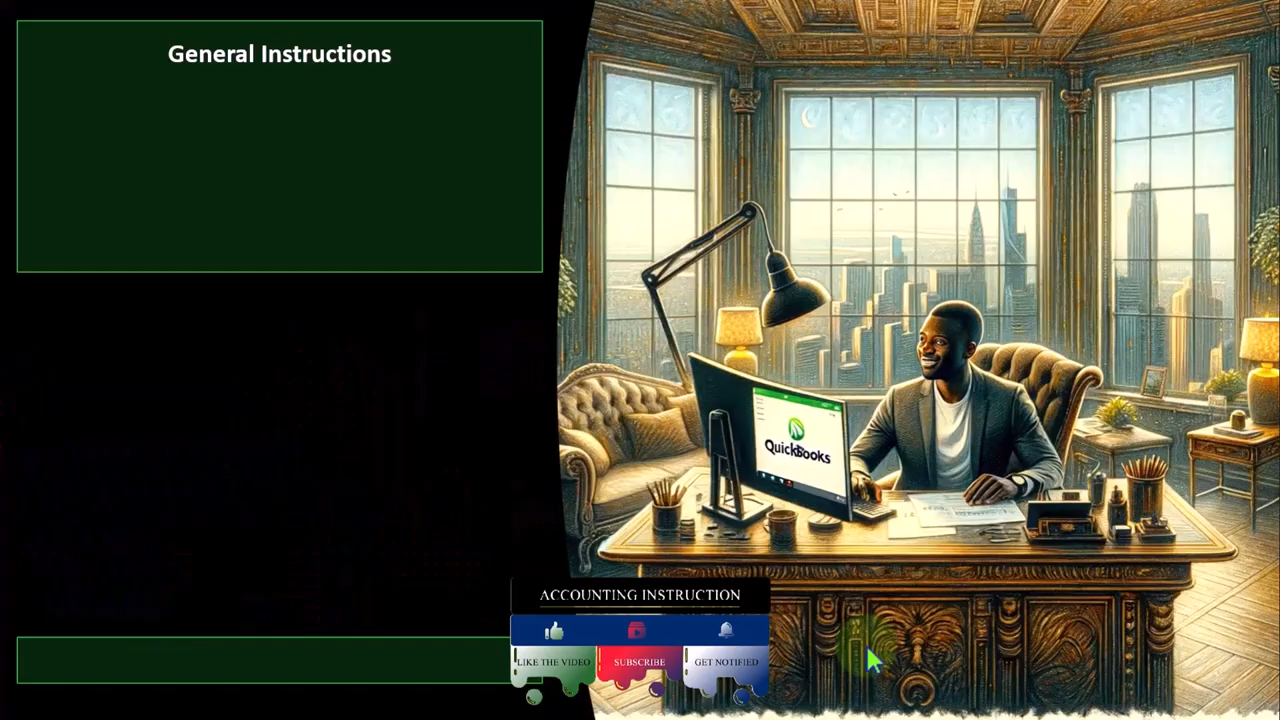 General Instructions
QuickBooks
ACCOUNTING INSTRUCTION
LIKE THE VIDEO
SUBSCRIBE
GET NOTIFIED